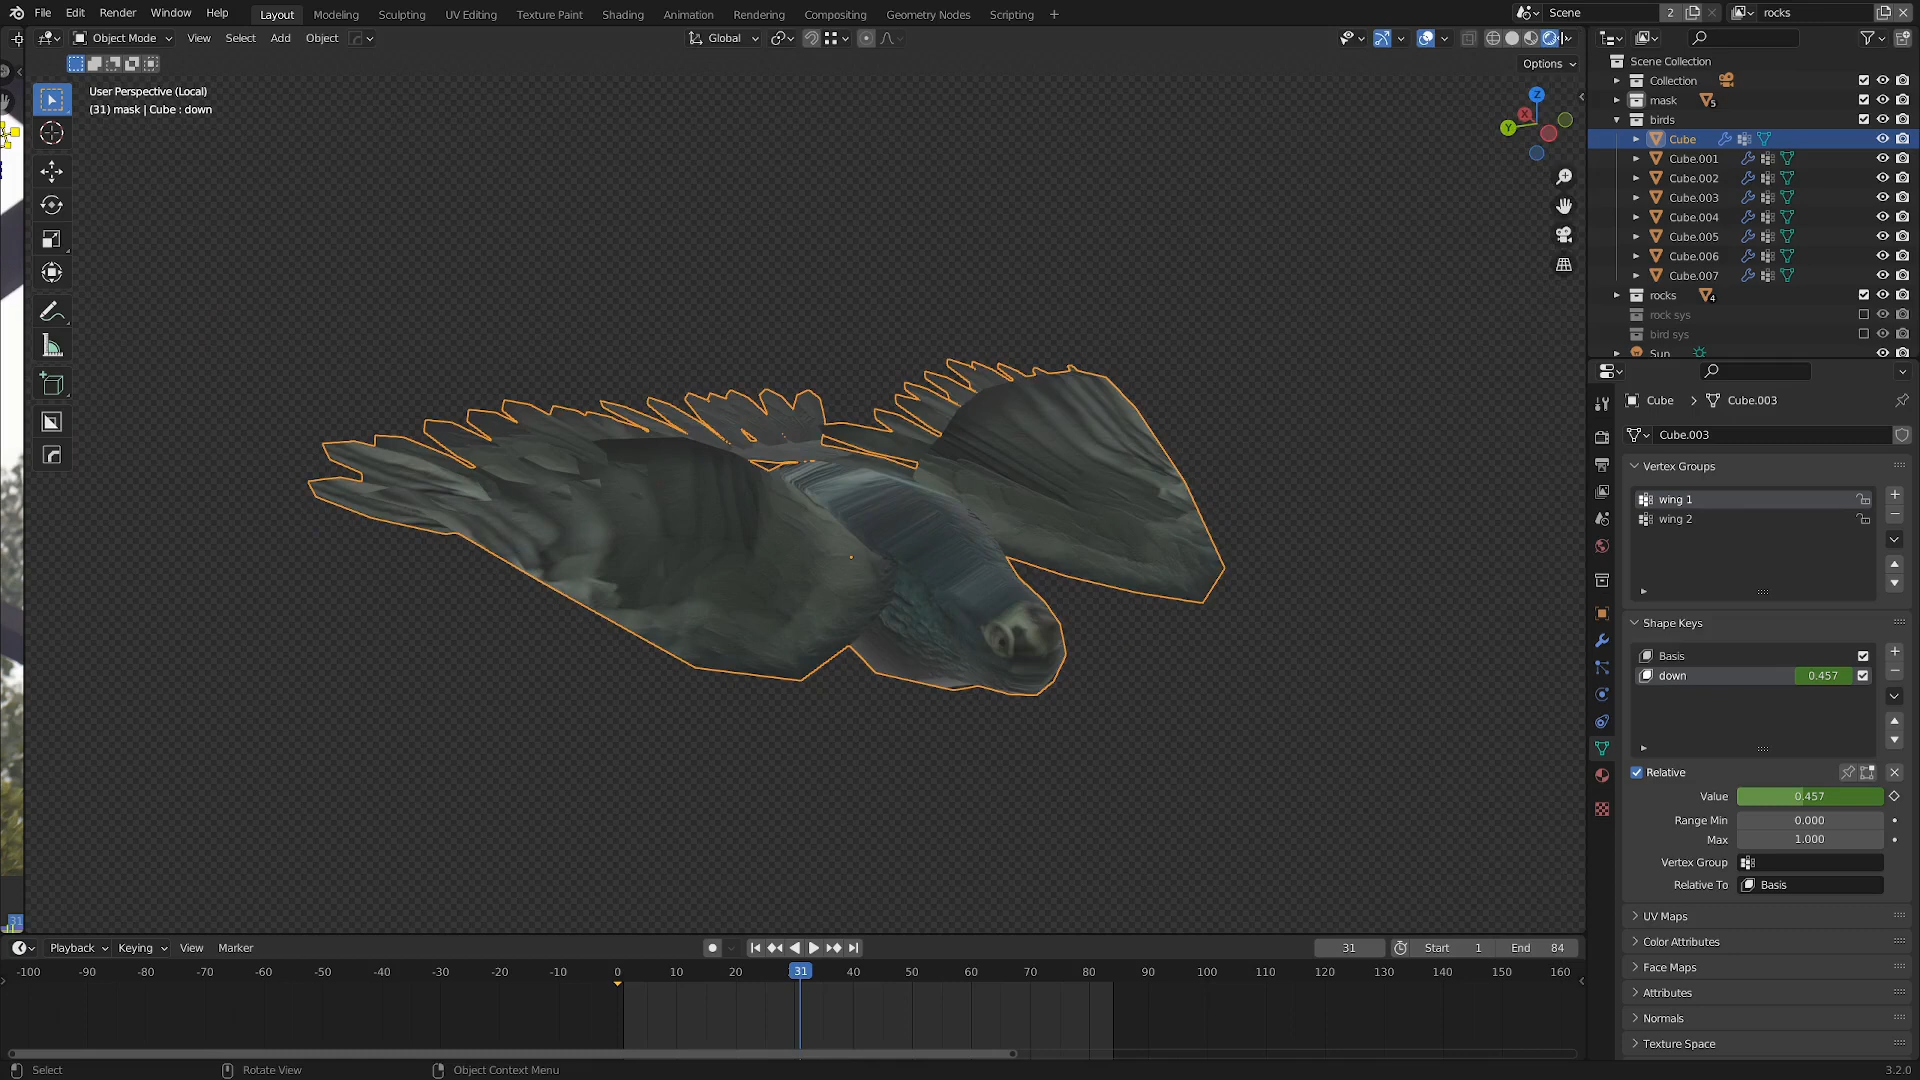 File Edit Render Window Help Layout Modeling Sculpting UV Editing Texture Paint Shading Animation Rendering Compositing Geometry Nodes Scripting Scene 2 rocks
Object Mode View Select Add Object Global
Options
User Perspective (Local)
(31) mask | Cube : down
Z
X
Y
Scene Collection
Collection
mask 5
birds
Cube
Cube.001
Cube.002
Cube.003
Cube.004
Cube.005
Cube.006
Cube.007
rocks 4
rock sys
bird sys
Sun
Cube Cube.003
Cube.003
Vertex Groups
wing 1
wing 2
Shape Keys
Basis
down 0.457
Relative
Value 0.457
Range Min 0.000
Max 1.000
Vertex Group
Relative To Basis
UV Maps
Color Attributes
Face Maps
Attributes
Normals
Texture Space
31
Playback Keying View Marker 31 Start 1 End 84
-100 -90 -80 -70 -60 -50 -40 -30 -20 -10 0 10 20 31 40 50 60 70 80 90 100 110 120 130 140 150 160
Select Rotate View Object Context Menu 3.2.0